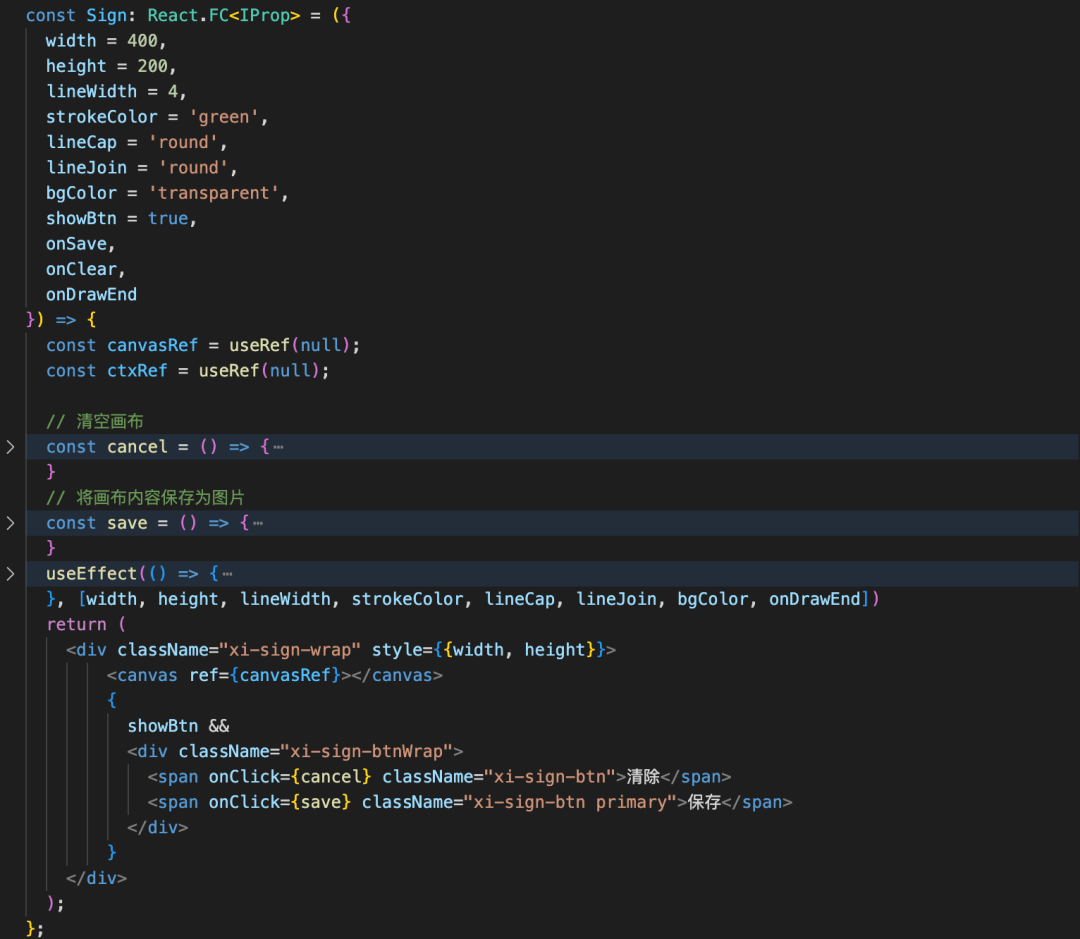 const Sign: React.FC<IProp> = ({
  width = 400,
  height = 200,
  lineWidth = 4,
  strokeColor = 'green',
  lineCap = 'round',
  lineJoin = 'round',
  bgColor = 'transparent',
  showBtn = true,
  onSave,
  onClear,
  onDrawEnd
}) => {
  const canvasRef = useRef(null);
  const ctxRef = useRef(null);

  // 清空画布
  const cancel = () => {⋯
  }
  // 将画布内容保存为图片
  const save = () => {⋯
  }
  useEffect(() => {⋯
  }, [width, height, lineWidth, strokeColor, lineCap, lineJoin, bgColor, onDrawEnd])
  return (
    <div className="xi-sign-wrap" style={{width, height}}>
        <canvas ref={canvasRef}></canvas>
        {
          showBtn &&
          <div className="xi-sign-btnWrap">
            <span onClick={cancel} className="xi-sign-btn">清除</span>
            <span onClick={save} className="xi-sign-btn primary">保存</span>
          </div>
        }
    </div>
  );
};